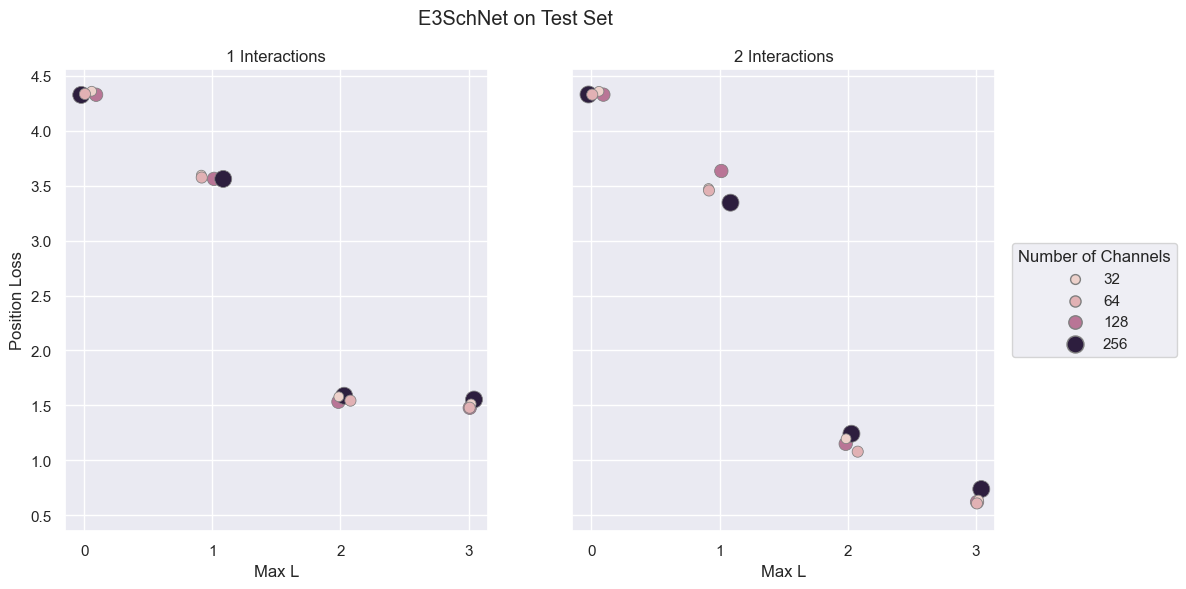 E3SchNet on Test Set
1 Interactions
2 Interactions
Position Loss
4.5
4.0
3.5
3.0
2.5
2.0
1.5
1.0
0.5
0 1 2 3
Max L
0 1 2 3
Max L
Number of Channels
32
64
128
256